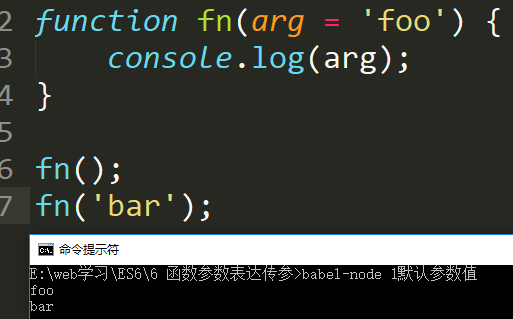 2 function fn(arg = 'foo') {
3 console.log(arg);
4 }
5
6 fn();
7 fn('bar');
C:\. 命令提示符
E:\web学习\ES6\6 函数参数表达传参>babel-node 1默认参数值
foo
bar